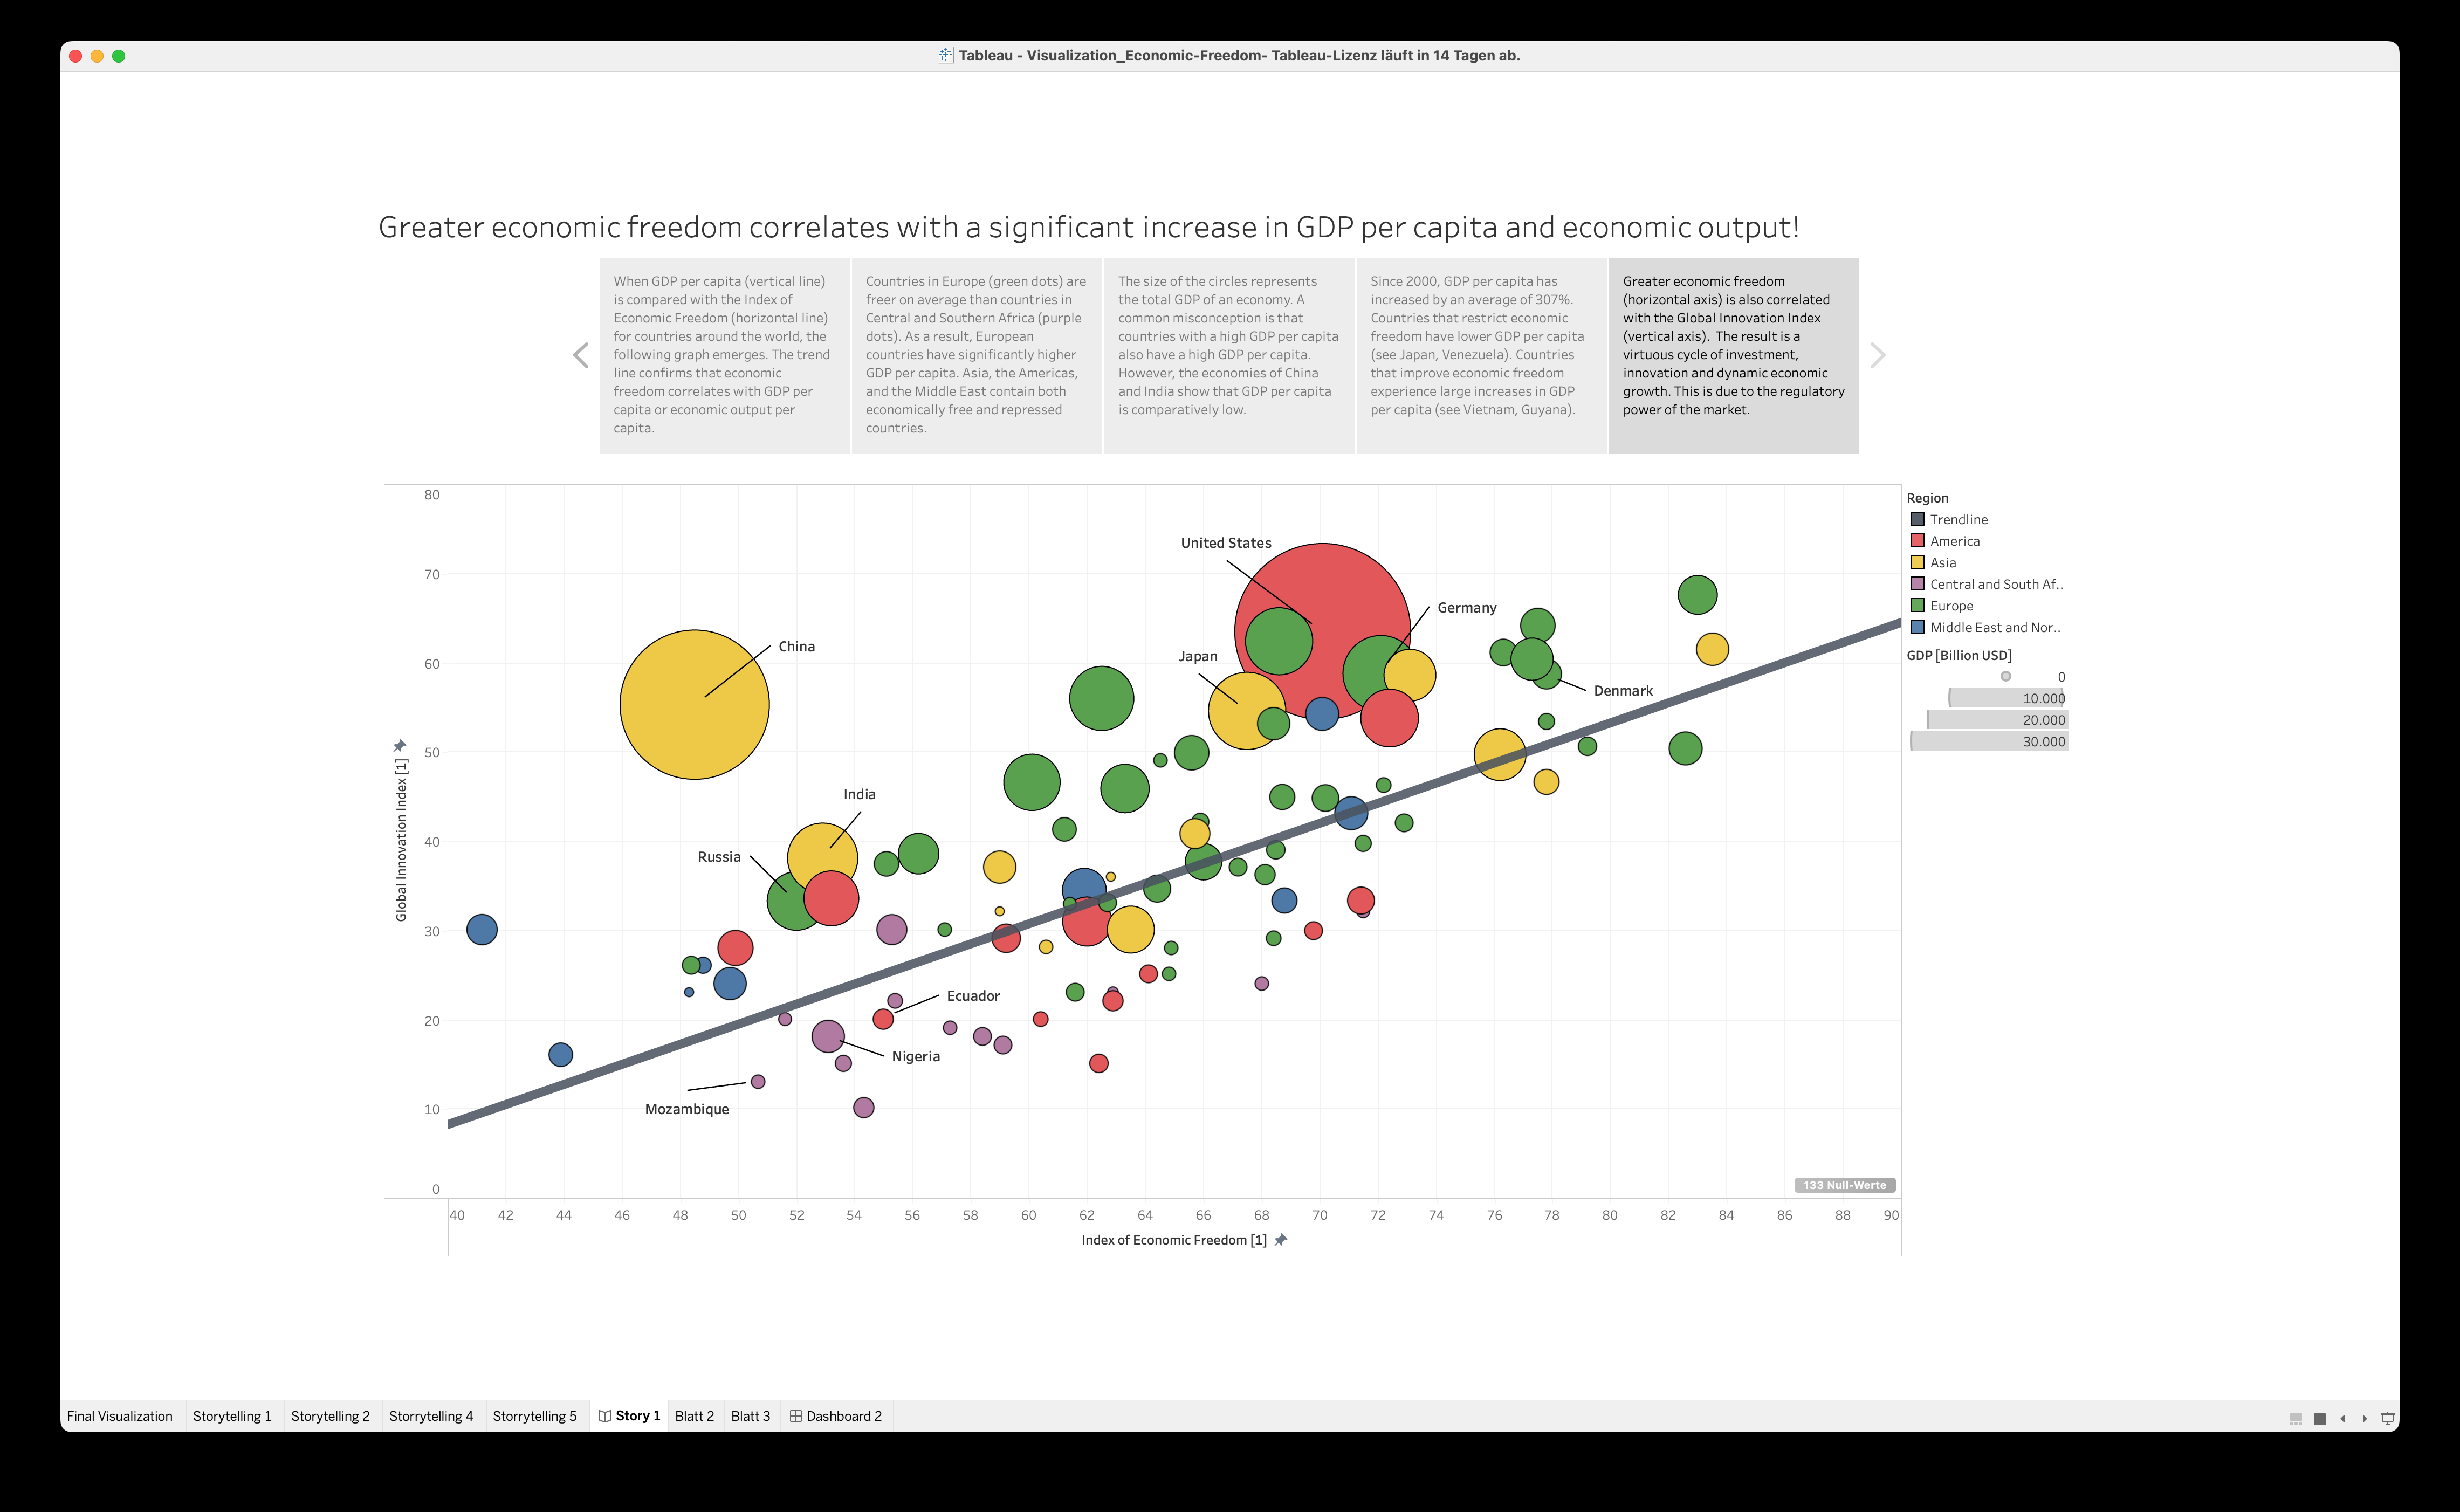 Tableau - Visualization_Economic-Freedom- Tableau-Lizenz läuft in 14 Tagen ab.
Greater economic freedom correlates with a significant increase in GDP per capita and economic output!
When GDP per capita (vertical line)
is compared with the Index of
Economic Freedom (horizontal line)
for countries around the world, the
following graph emerges. The trend
line confirms that economic
freedom correlates with GDP per
capita or economic output per
capita.
Countries in Europe (green dots) are
freer on average than countries in
Central and Southern Africa (purple
dots). As a result, European
countries have significantly higher
GDP per capita. Asia, the Americas,
and the Middle East contain both
economically free and repressed
countries.
The size of the circles represents
the total GDP of an economy. A
common misconception is that
countries with a high GDP per capita
also have a high GDP per capita.
However, the economies of China
and India show that GDP per capita
is comparatively low.
Since 2000, GDP per capita has
increased by an average of 307%.
Countries that restrict economic
freedom have lower GDP per capita
(see Japan, Venezuela). Countries
that improve economic freedom
experience large increases in GDP
per capita (see Vietnam, Guyana).
Greater economic freedom
(horizontal axis) is also correlated
with the Global Innovation Index
(vertical axis).  The result is a
virtuous cycle of investment,
innovation and dynamic economic
growth. This is due to the regulatory
power of the market.
80
70
60
50
40
30
20
10
0
Global Innovation Index [1]
United States
Germany
China
Japan
Denmark
India
Russia
Ecuador
Nigeria
Mozambique
133 Null-Werte
40 42 44 46 48 50 52 54 56 58 60 62 64 66 68 70 72 74 76 78 80 82 84 86 88 90
Index of Economic Freedom [1]
Region
Trendline
America
Asia
Central and South Af..
Europe
Middle East and Nor..
GDP [Billion USD]
0
10.000
20.000
30.000
Final Visualization
Storytelling 1
Storytelling 2
Storrytelling 4
Storrytelling 5
Story 1
Blatt 2
Blatt 3
Dashboard 2